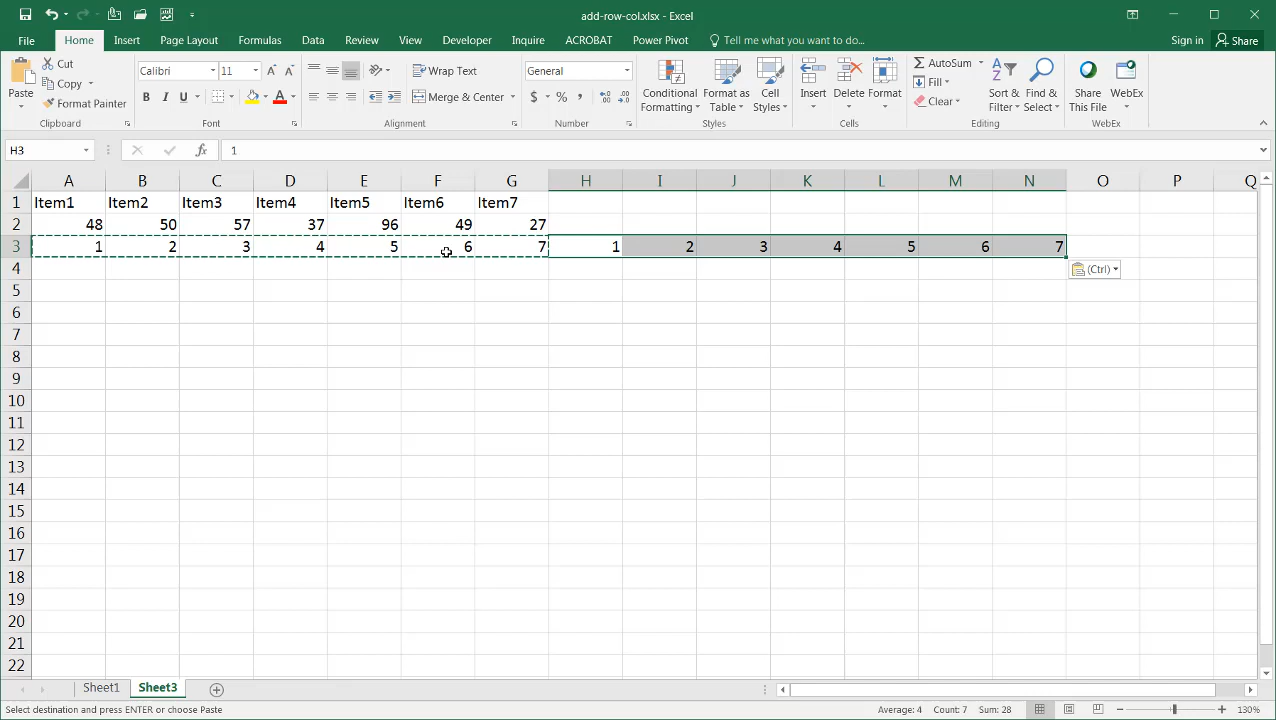 add-row-col.xlsx - Excel
File Home Insert Page Layout Formulas Data Review View Developer Inquire ACROBAT Power Pivot Tell me what you want to do... Sign in Share
Paste Cut Copy Format Painter
Calibri 11 A A
B I U A
Wrap Text
Merge & Center
General
$ % ,
Conditional Formatting Format as Table Cell Styles
Insert Delete Format
AutoSum Fill Clear
Sort & Filter Find & Select
Share This File WebEx
Clipboard Font Alignment Number Styles Cells Editing WebEx
H3 fx 1
A B C D E F G H I J K L M N O P Q
1 Item1 Item2 Item3 Item4 Item5 Item6 Item7
2 48 50 57 37 96 49 27
3 1 2 3 4 5 6 7 1 2 3 4 5 6 7
4 (Ctrl)
5
6
7
8
9
10
11
12
13
14
15
16
17
18
19
20
21
22
Sheet1 Sheet3
Select destination and press ENTER or choose Paste Average: 4 Count: 7 Sum: 28 130%